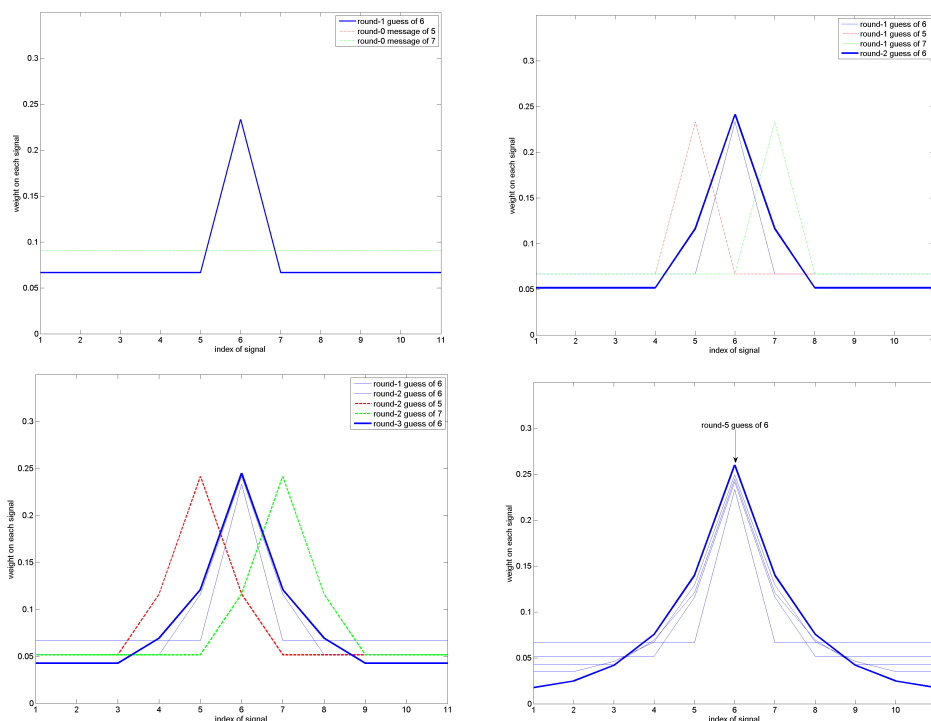 round-1 guess of 6
round-0 message of 5
round-0 message of 7
0.3
0.25
0.2
0.15
0.1
0.05
0
weight on each signal
1 2 3 4 5 6 7 8 9 10 11
index of signal
round-1 guess of 6
round-1 guess of 5
round-1 guess of 7
round-2 guess of 6
0.3
0.25
0.2
0.15
0.1
0.05
0
weight on each signal
1 2 3 4 5 6 7 8 9 10 11
index of signal
round-1 guess of 6
round-2 guess of 6
round-2 guess of 5
round-2 guess of 7
round-3 guess of 6
0.3
0.25
0.2
0.15
0.1
0.05
0
weight on each signal
1 2 3 4 5 6 7 8 9 10 11
index of signal
round-5 guess of 6
0.3
0.25
0.2
0.15
0.1
0.05
0
weight on each signal
1 2 3 4 5 6 7 8 9 10
index of signal